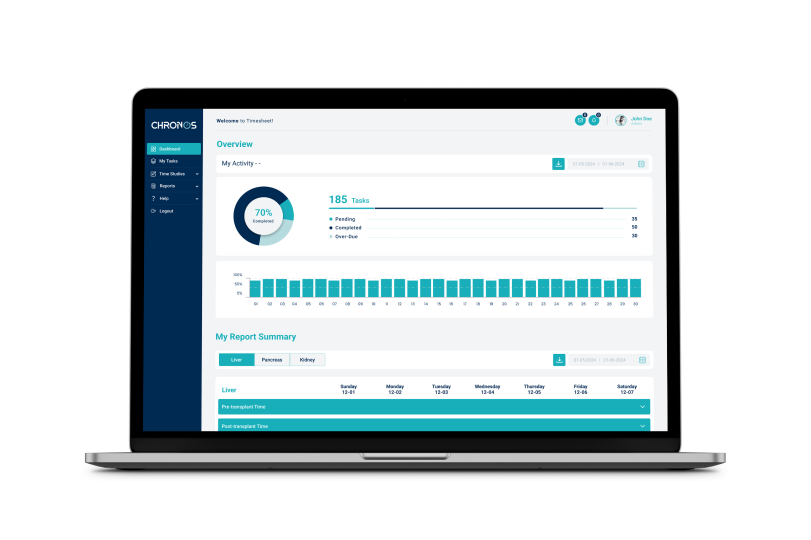 CHRONOS
Dashboard
My Tasks
Time Studies
Reports
Help
Logout
Welcome to Timesheet!
John Doe
Admin
Overview
My Activity - -
01-05-2024 | 01-06-2024
70%
Completed
185 Tasks
Pending 35
Completed 50
Over-Due 30
100%
50%
0%
01 02 03 04 05 06 07 08 09 10 11 12 13 14 15 16 17 18 19 20 21 22 23 24 25 26 27 28 29 30
My Report Summary
Liver Pancreas Kidney
01-05-2024 | 01-06-2024
Liver
Sunday Monday Tuesday Wednesday Thursday Friday Saturday
12-01 12-02 12-03 12-04 12-05 12-06 12-07
Pre-transplant Time
Post-transplant Time